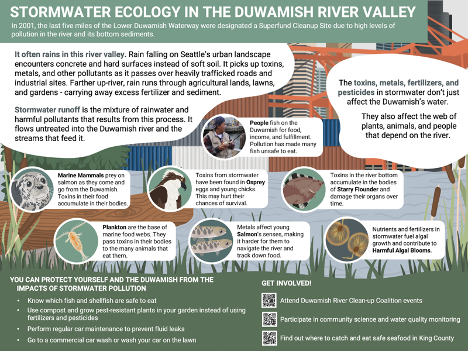 STORMWATER ECOLOGY IN THE DUWAMISH RIVER VALLEY
In 2001, the last five miles of the Lower Duwamish Waterway were designated a Superfund Cleanup Site due to high levels of
pollution in the river and its bottom sediments.
It often rains in this river valley. Rain falling on Seattle's urban landscape
encounters concrete and hard surfaces instead of soft soil. It picks up toxins,
metals, and other pollutants as it passes over heavily trafficked roads and
industrial sites. Farther up-river, rain runs through agricultural lands, lawns,
and gardens - carrying away excess fertilizer and sediment.
Stormwater runoff is the mixture of rainwater and
harmful pollutants that results from this process. It
flows untreated into the Duwamish river and the
streams that feed it.
The toxins, metals, fertilizers, and
pesticides in stormwater don't just
affect the Duwamish's water.
They also affect the web of
plants, animals, and people
that depend on the river.
People fish on the
Duwamish for food,
income, and fulfillment.
Pollution has made many
fish unsafe to eat.
Marine Mammals prey on
salmon as they come and
go from the Duwamish.
Toxins in their food
accumulate in their bodies.
Toxins from stormwater
have been found in Osprey
eggs and young chicks.
This may hurt their
chances of survival.
Toxins in the river bottom
accumulate in the bodies
of Starry Flounder and
damage their organs over
time.
Plankton are the base of
marine food webs. They
pass toxins in their bodies
to the many animals that
eat them.
Metals affect young
Salmon's senses, making
it harder for them to
navigate the river and
track down food.
Nutrients and fertilizers in
stormwater fuel algal
growth and contribute to
Harmful Algal Blooms.
YOU CAN PROTECT YOURSELF AND THE DUWAMISH FROM THE
IMPACTS OF STORMWATER POLLUTION
• Know which fish and shellfish are safe to eat
• Use compost and grow pest-resistant plants in your garden instead of using
fertilizers and pesticides
• Perform regular car maintenance to prevent fluid leaks
• Go to a commercial car wash or wash your car on the lawn
GET INVOLVED!
Attend Duwamish River Clean-up Coalition events
Participate in community science and water quality monitoring
Find out where to catch and eat safe seafood in King County